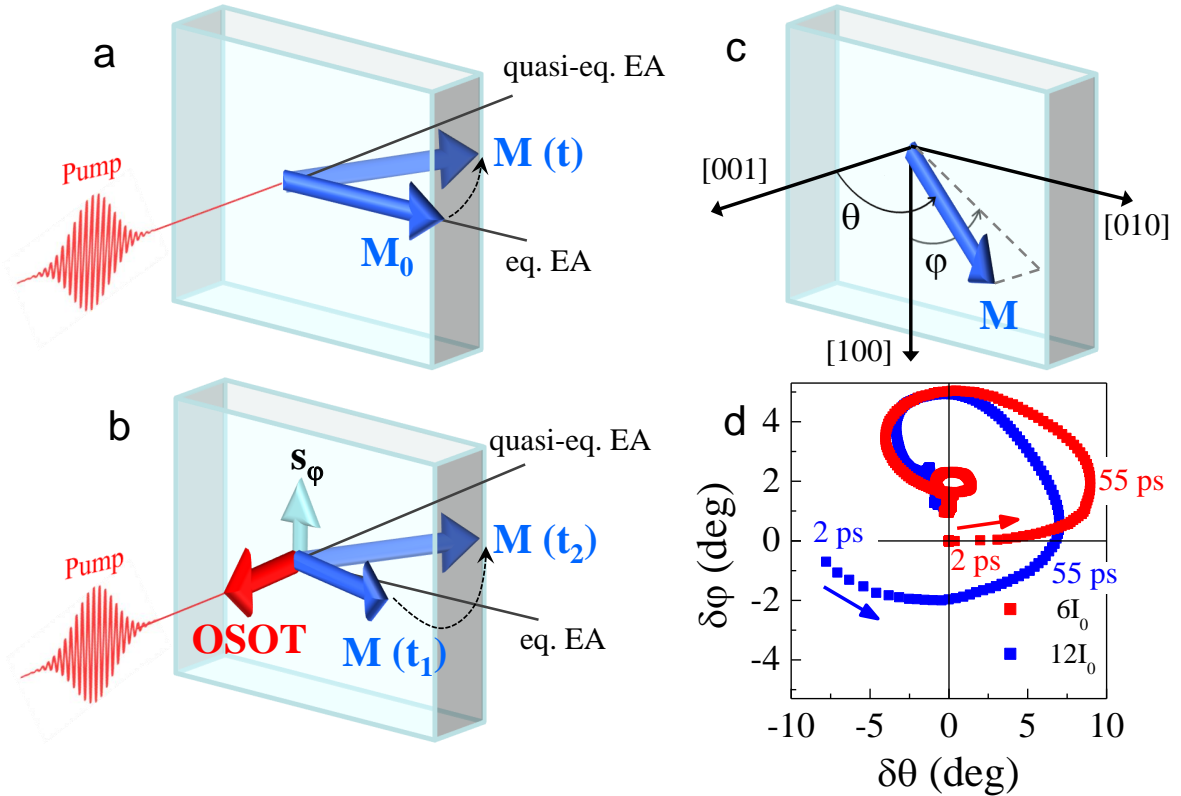 a
quasi-eq. EA
Pump
M (t)
M₀
eq. EA
b
quasi-eq. EA
sφ
Pump
M (t₂)
OSOT
M (t₁)
eq. EA
c
[001]
θ
[010]
φ
M
[100]
d
δφ (deg)
4
2
0
-2
-4
55 ps
2 ps
2 ps
55 ps
6I₀
12I₀
-10
-5
0
5
10
δθ (deg)